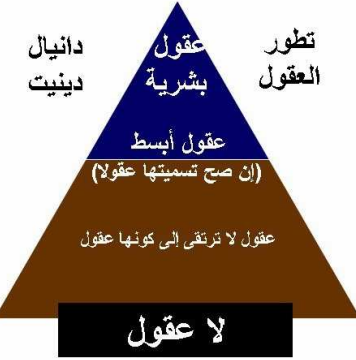 تطور
العقول
عقول
بشرية
دانيال
دينيت
عقول أبسط
(إن صح تسميتها عقولا)
عقول لا ترتقى إلى كونها عقول
لا عقول